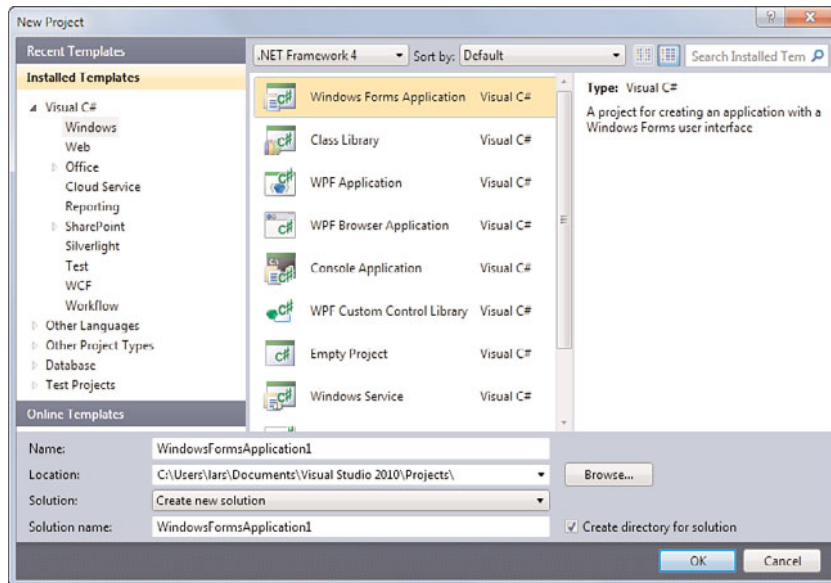 New Project
Recent Templates
Installed Templates
Visual C#
Windows
Web
Office
Cloud Service
Reporting
SharePoint
Silverlight
Test
WCF
Workflow
Other Languages
Other Project Types
Database
Test Projects
Online Templates
.NET Framework 4 Sort by: Default Search Installed Tem
Windows Forms Application Visual C#
Class Library Visual C#
WPF Application Visual C#
WPF Browser Application Visual C#
Console Application Visual C#
WPF Custom Control Library Visual C#
Empty Project Visual C#
Windows Service Visual C#
Type: Visual C#
A project for creating an application with a
Windows Forms user interface
Name: WindowsFormsApplication1
Location: C:\Users\lars\Documents\Visual Studio 2010\Projects\ Browse...
Solution: Create new solution
Solution name: WindowsFormsApplication1 Create directory for solution
OK Cancel